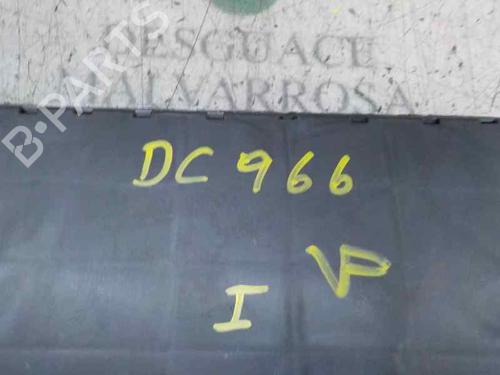 DESGUACE
MALVARROSA
B-PARTS
DC 966
I VP